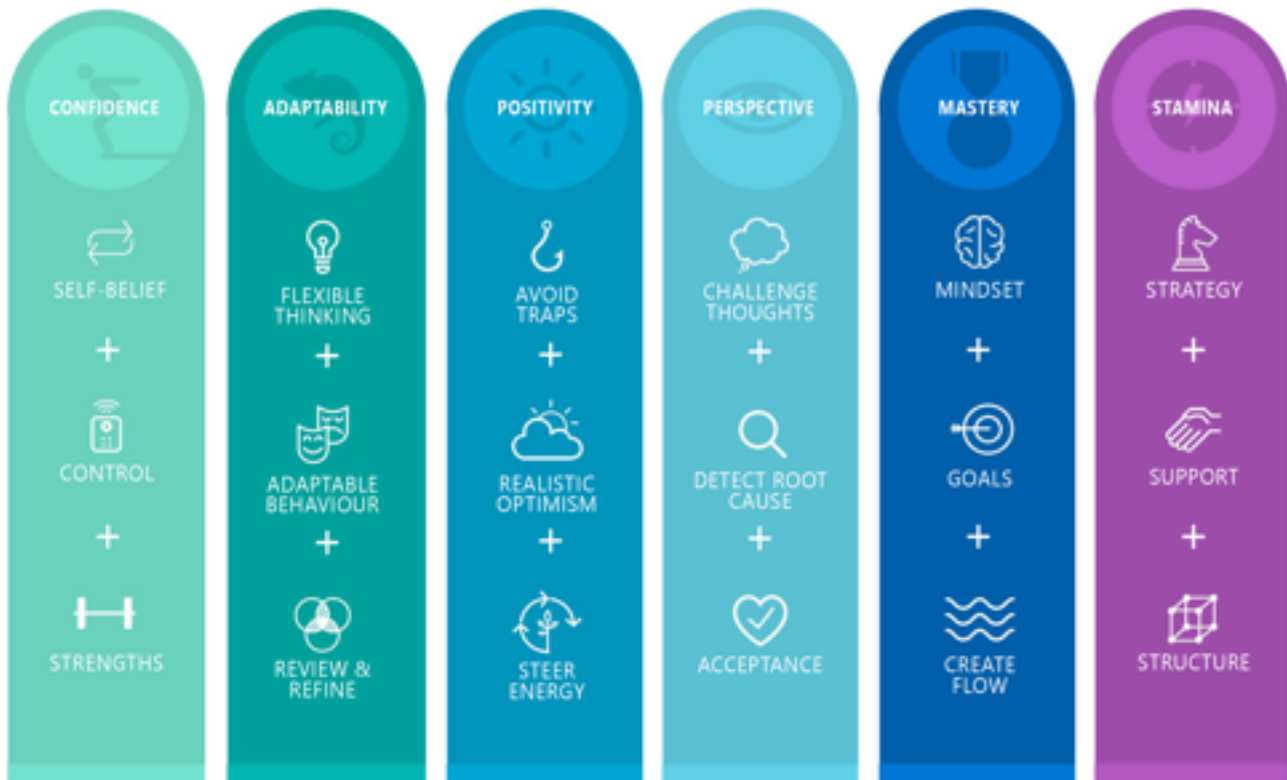 CONFIDENCE
SELF-BELIEF
+
CONTROL
+
STRENGTHS
ADAPTABILITY
FLEXIBLE
THINKING
+
ADAPTABLE
BEHAVIOUR
+
REVIEW &
REFINE
POSITIVITY
AVOID
TRAPS
+
REALISTIC
OPTIMISM
+
STEER
ENERGY
PERSPECTIVE
CHALLENGE
THOUGHTS
+
DETECT ROOT
CAUSE
+
ACCEPTANCE
MASTERY
MINDSET
+
GOALS
+
CREATE
FLOW
STAMINA
STRATEGY
+
SUPPORT
+
STRUCTURE